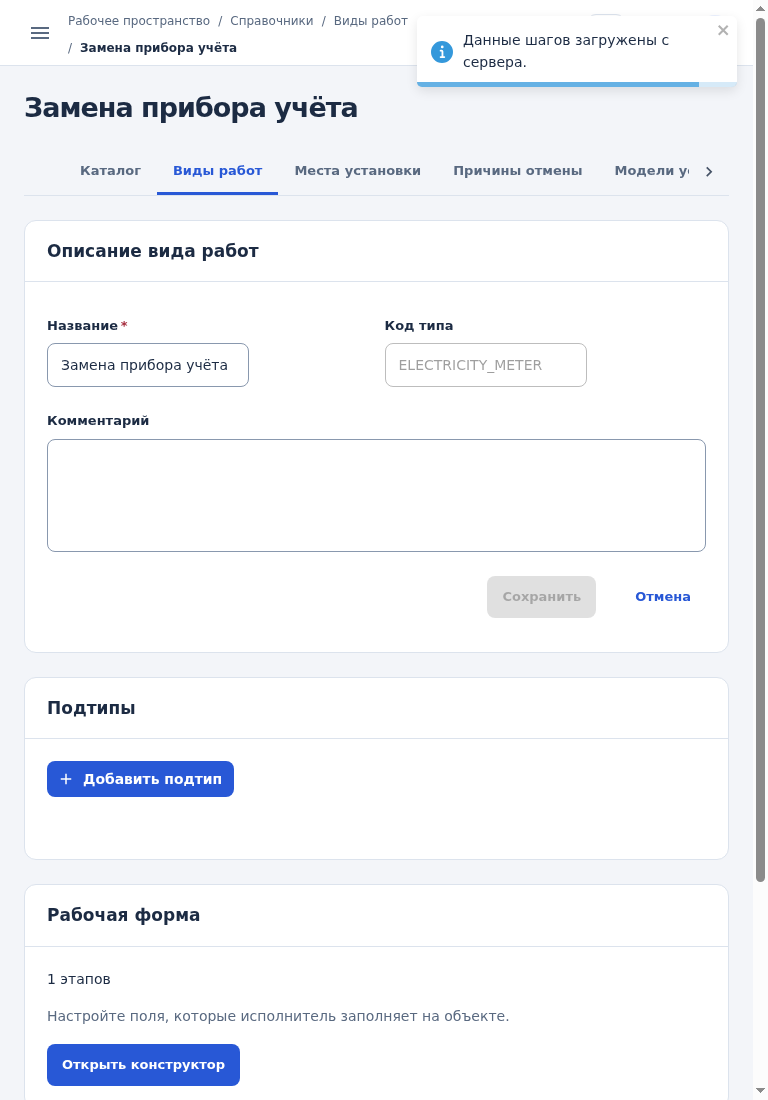 Рабочее пространство / Справочники / Виды работ
/ Замена прибора учёта
Данные шагов загружены с
сервера.
Замена прибора учёта
Каталог Виды работ Места установки Причины отмены Модели
Описание вида работ
Название * Код типа
Замена прибора учёта ELECTRICITY_METER
Комментарий
Сохранить Отмена
Подтипы
+ Добавить подтип
Рабочая форма
1 этапов
Настройте поля, которые исполнитель заполняет на объекте.
Открыть конструктор